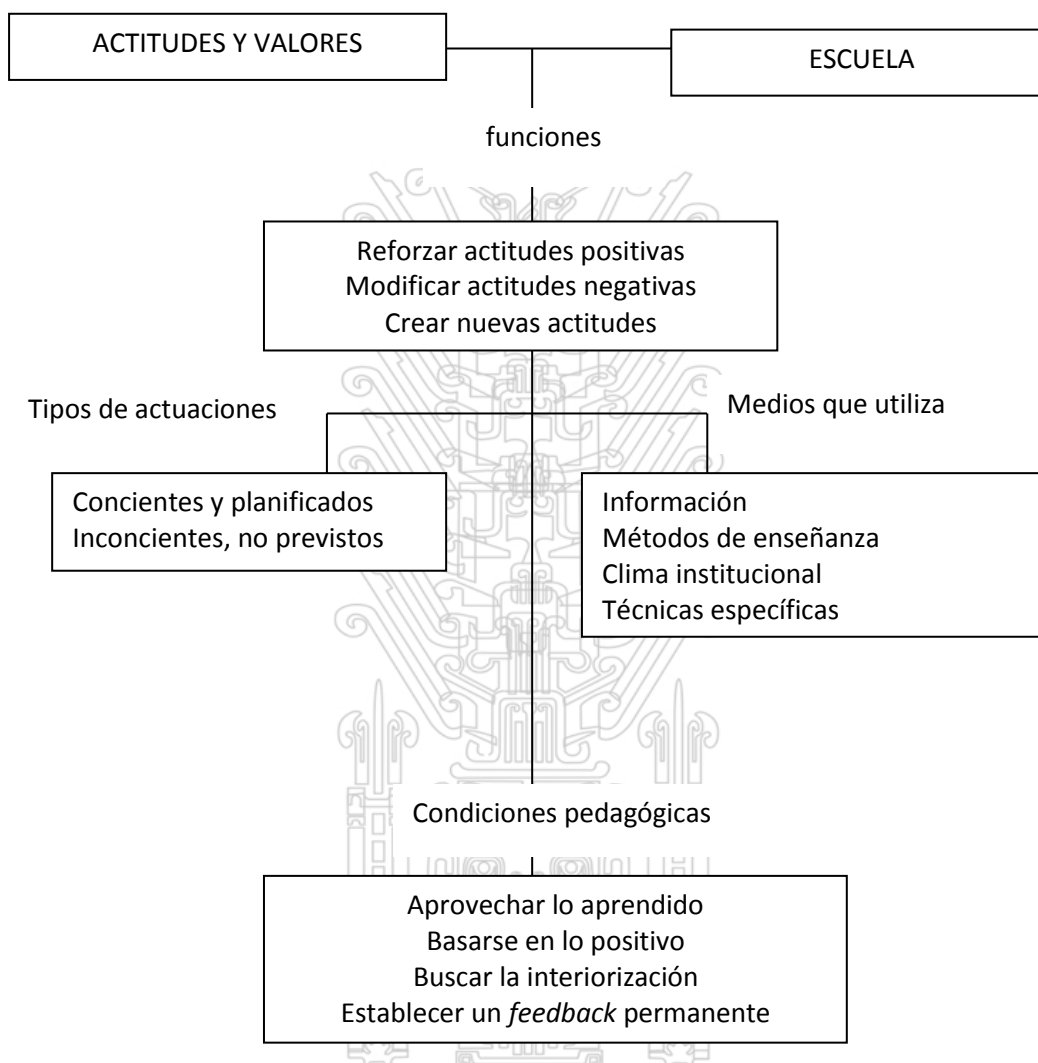 ACTITUDES Y VALORES
ESCUELA
funciones
Reforzar actitudes positivas
Modificar actitudes negativas
Crear nuevas actitudes
Tipos de actuaciones
Medios que utiliza
Concientes y planificados
Inconcientes, no previstos
Información
Métodos de enseñanza
Clima institucional
Técnicas específicas
Condiciones pedagógicas
Aprovechar lo aprendido
Basarse en lo positivo
Buscar la interiorización
Establecer un feedback permanente